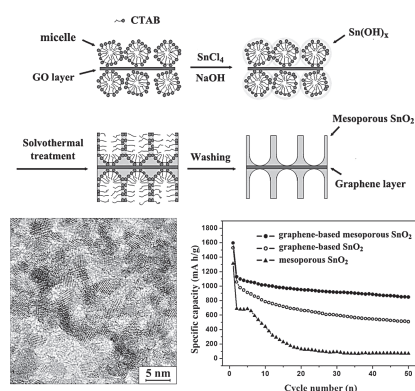 CTAB
micelle
Sn(OH)x
SnCl4
GO layer
NaOH
Mesoporous SnO2
Solvothermal
treatment
Washing
Graphene layer
5 nm
Specific capacity (mA h/g)
1800
1600
1400
1200
1000
800
600
400
200
0
graphene-based mesoporous SnO2
graphene-based SnO2
mesoporous SnO2
0 10 20 30 40 50
Cycle number (n)